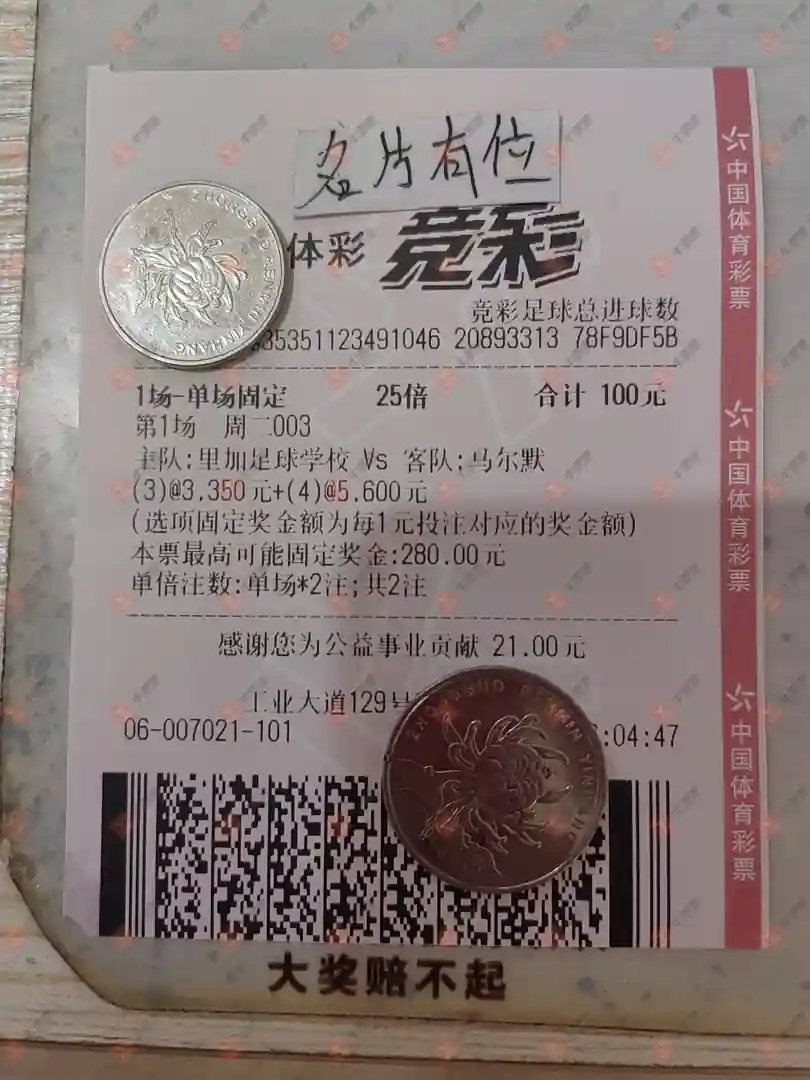 名片有位
体彩 竞彩
竞彩足球总进球数
35351123491046 20893313 78F9DF5B
1场-单场固定 25倍 合计 100元
第1场 周二003
主队:里加足球学校 Vs 客队:马尔默
(3)@3.350元+(4)@5.600元
(选项固定奖金额为每1元投注对应的奖金额)
本票最高可能固定奖金:280.00元
单倍注数:单场*2注;共2注
感谢您为公益事业贡献 21.00元
工业大道129号
06-007021-101 :04:47
大奖赔不起
中国体育彩票
中国体育彩票
中国体育彩票
ZHONGGUO RENMIN YINHANG
ZHONGGUO RENMIN YINHANG